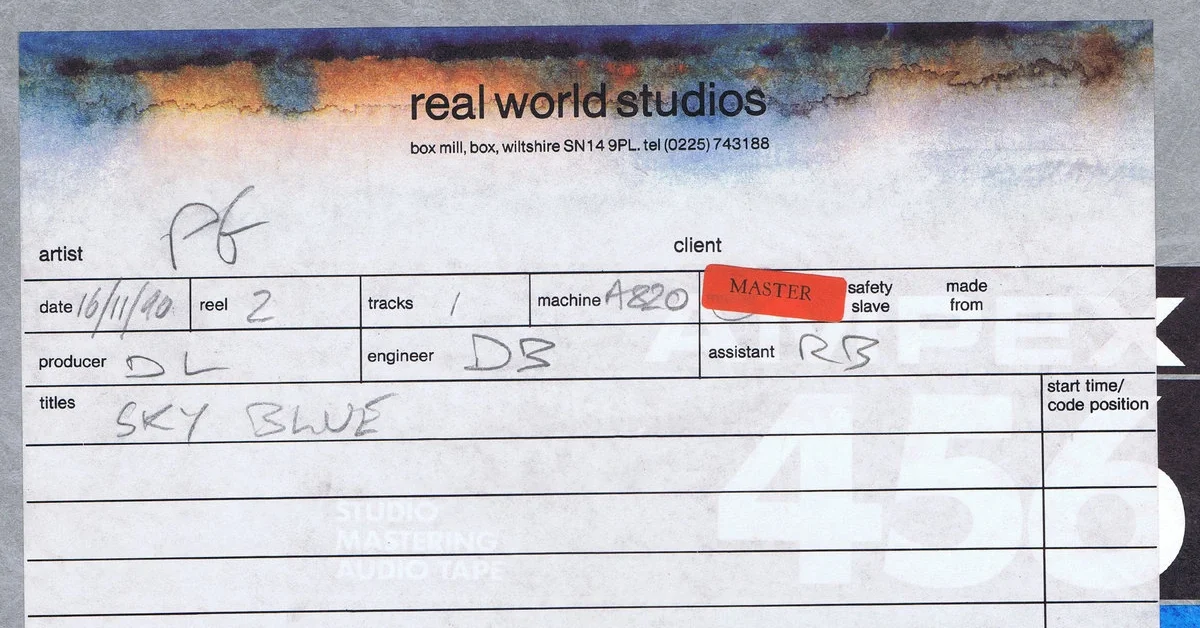 real world studios
box mill, box, wiltshire SN14 9PL. tel (0225) 743188
artist PG client
date 16/11/90 reel 2 tracks 1 machine A820 MASTER safety slave made from
producer DL engineer DB assistant RB
titles SKY BLUE start time/ code position
AMPEX
456
STUDIO
MASTERING
AUDIO TAPE